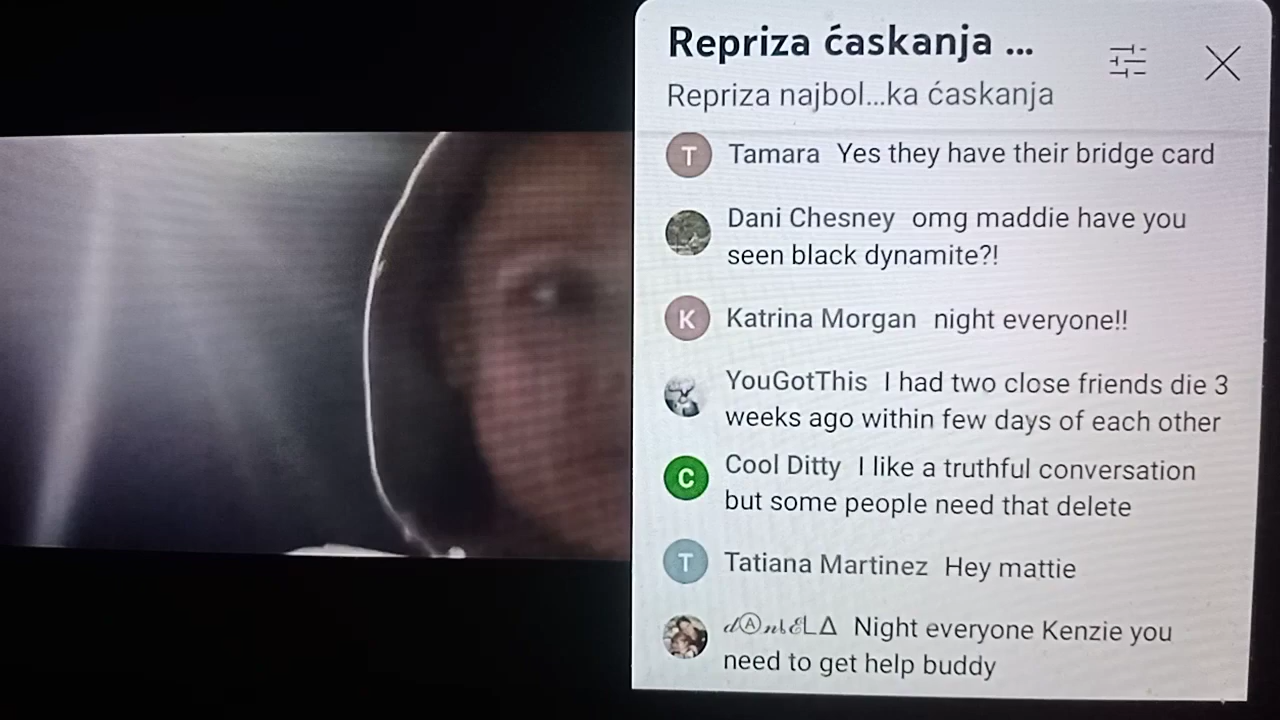 Repriza ćaskanja ...
Repriza najbol...ka ćaskanja
T Tamara Yes they have their bridge card
Dani Chesney omg maddie have you
seen black dynamite?!
K Katrina Morgan night everyone!!
YouGotThis I had two close friends die 3
weeks ago within few days of each other
C Cool Ditty I like a truthful conversation
but some people need that delete
T Tatiana Martinez Hey mattie
𝒹Ⓐ𝓃𝒾ℰLΔ Night everyone Kenzie you
need to get help buddy